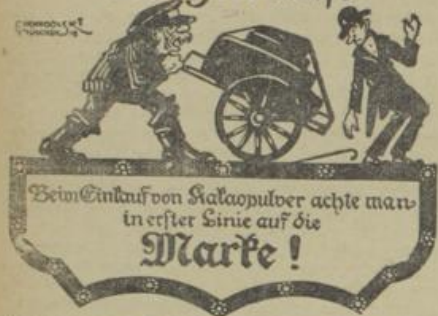 Beim Einkauf von Kakaopulver achte man
in erster Linie auf die
Marke!